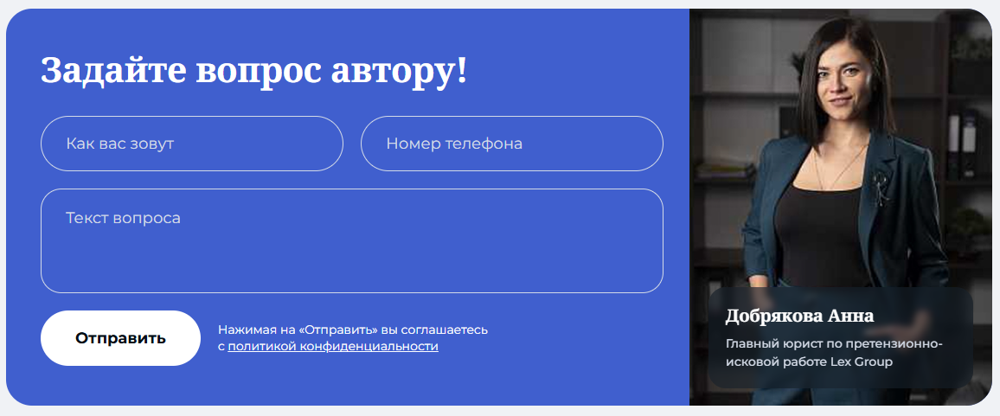 Задайте вопрос автору!
Как вас зовут
Номер телефона
Текст вопроса
Отправить
Нажимая на «Отправить» вы соглашаетесь
с политикой конфиденциальности
Добрякова Анна
Главный юрист по претензионно-
исковой работе Lex Group